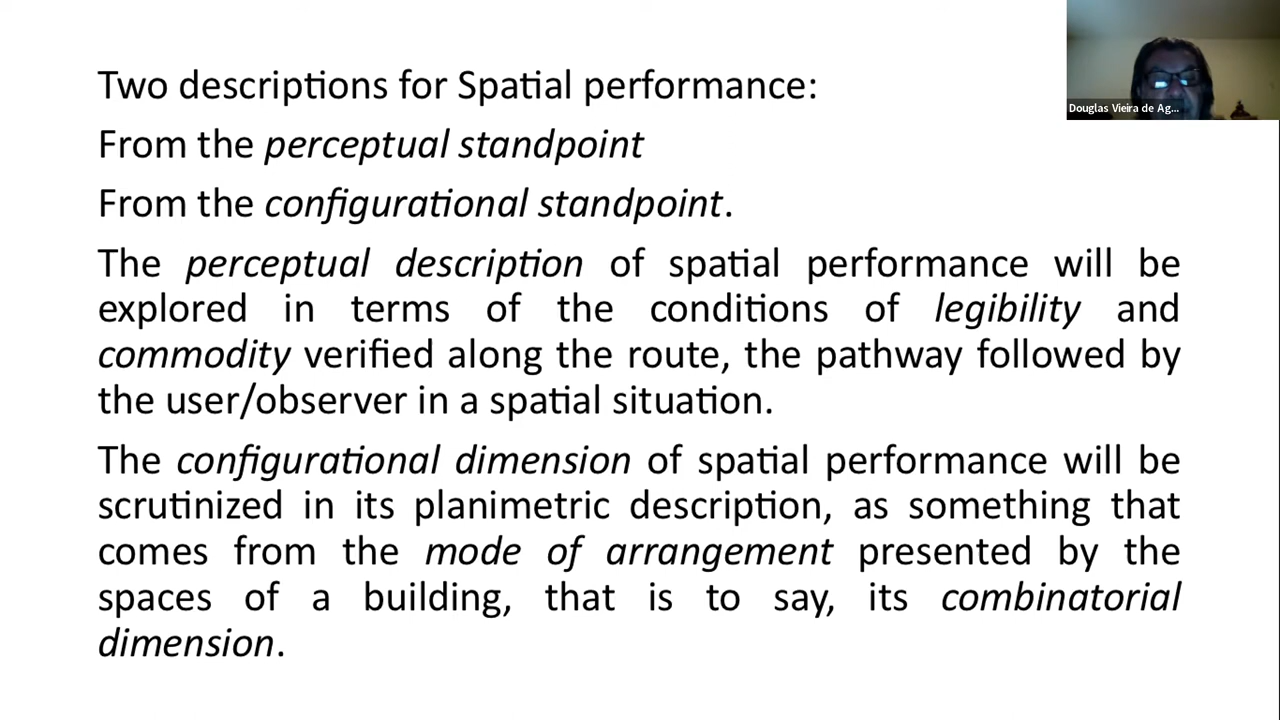 Two descriptions for Spatial performance:
From the perceptual standpoint
From the configurational standpoint.
The perceptual description of spatial performance will be
explored in terms of the conditions of legibility and
commodity verified along the route, the pathway followed by
the user/observer in a spatial situation.
The configurational dimension of spatial performance will be
scrutinized in its planimetric description, as something that
comes from the mode of arrangement presented by the
spaces of a building, that is to say, its combinatorial
dimension.
Douglas Vieira de Ag...